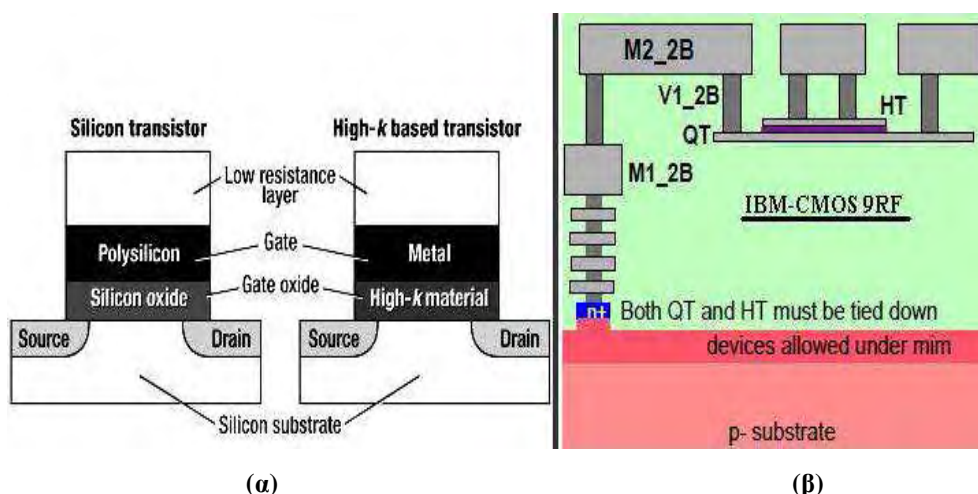 Silicon transistor
High-k based transistor
Low resistance
layer
Polysilicon
Gate
Metal
Silicon oxide
Gate oxide
High-k material
Source
Drain
Source
Drain
Silicon substrate
(α)
M2_2B
V1_2B
HT
QT
M1_2B
IBM-CMOS 9RF
n+
Both QT and HT must be tied down
devices allowed under mim
p- substrate
(β)